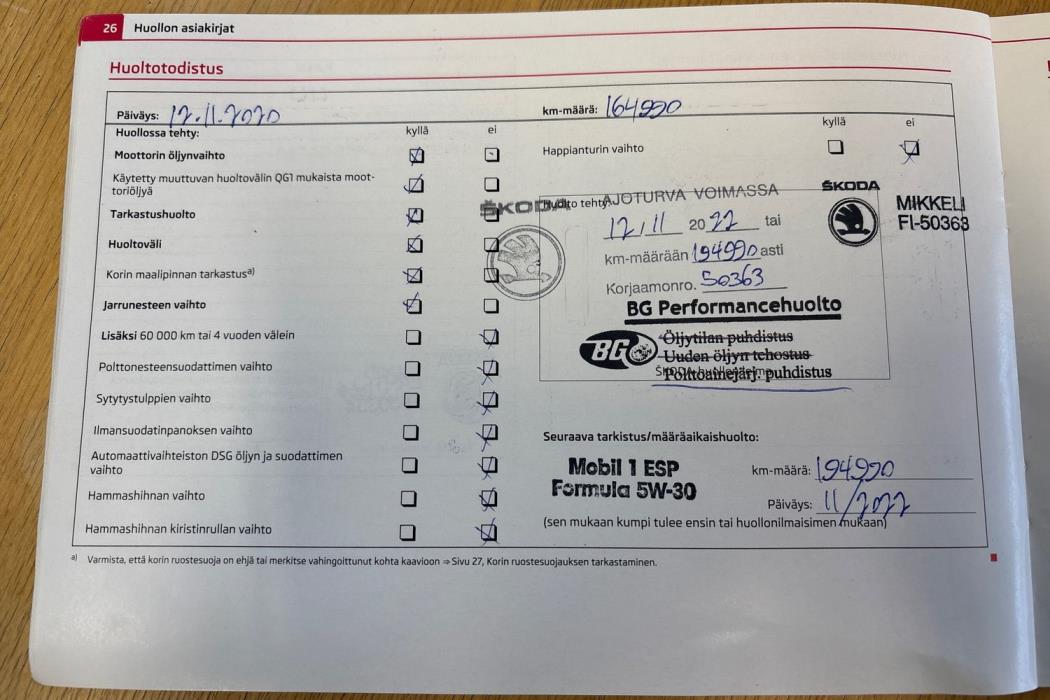 26 Huollon asiakirjat
Huoltotodistus
Päiväys: 12.11.2020
km-määrä: 164990
Huollossa tehty: kyllä ei
kyllä ei
Moottorin öljynvaihto
Happianturin vaihto
Käytetty muuttuvan huoltovälin QG1 mukaista moot-
toriöljyä
Tarkastushuolto
Huoltoväli
Korin maalipinnan tarkastusa)
Jarrunesteen vaihto
Lisäksi 60 000 km tai 4 vuoden välein
Polttonesteensuodattimen vaihto
Sytytystulppien vaihto
Ilmansuodatinpanoksen vaihto
Automaattivaihteiston DSG öljyn ja suodattimen
vaihto
Hammashihnan vaihto
Hammashihnan kiristinrullan vaihto
ŠKODA
Huolto tehty:
AJOTURVA VOIMASSA
12/11 2022 tai
km-määrään 194990 asti
Korjaamonro. 50363
ŠKODA
MIKKELI
FI-50363
BG Performancehuolto
BG
Öljytilan puhdistus
Uuden öljyn tehostus
Polttoainejärj. puhdistus
Seuraava tarkistus/määräaikaishuolto:
Mobil 1 ESP
Formula 5W-30
km-määrä: 194990
Päiväys: 11/2022
(sen mukaan kumpi tulee ensin tai huollonilmaisimen mukaan)
a) Varmista, että korin ruostesuoja on ehjä tai merkitse vahingoittunut kohta kaavioon ⇒ Sivu 27, Korin ruostesuojauksen tarkastaminen.